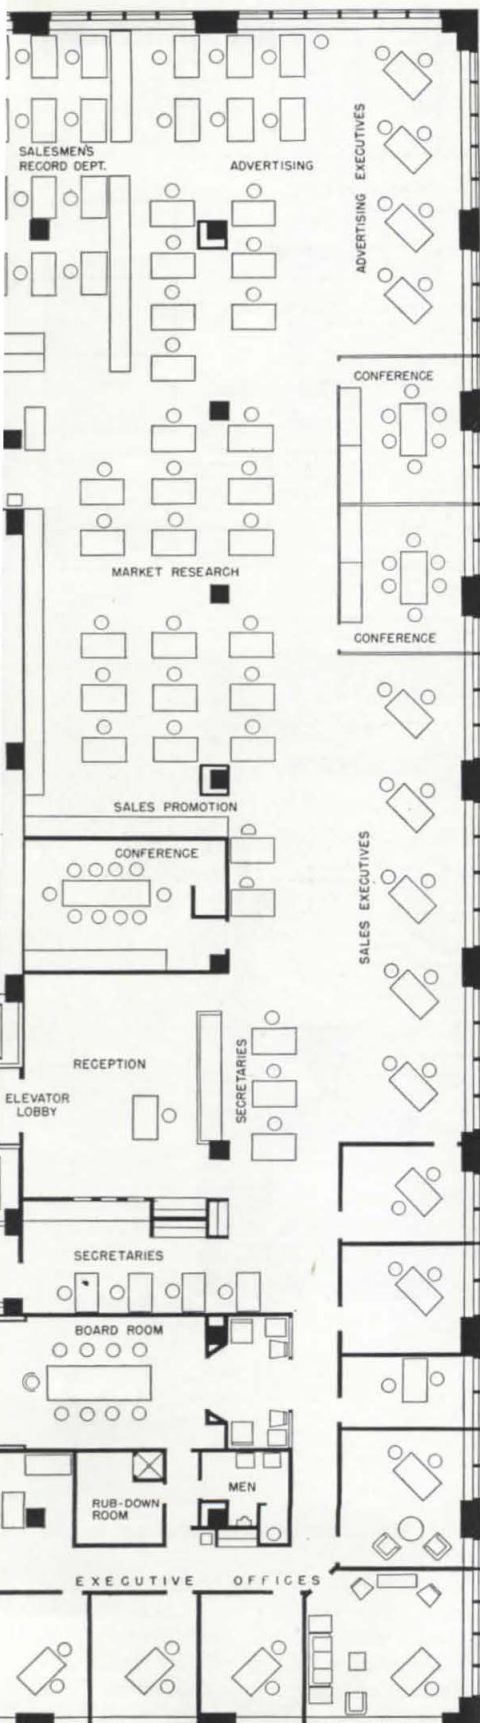 SALESMEN'S
RECORD DEPT.
ADVERTISING
ADVERTISING EXECUTIVES
CONFERENCE
MARKET RESEARCH
CONFERENCE
SALES PROMOTION
CONFERENCE
SALES EXECUTIVES
RECEPTION
SECRETARIES
ELEVATOR
LOBBY
SECRETARIES
BOARD ROOM
MEN
RUB-DOWN
ROOM
EXECUTIVE OFFICES